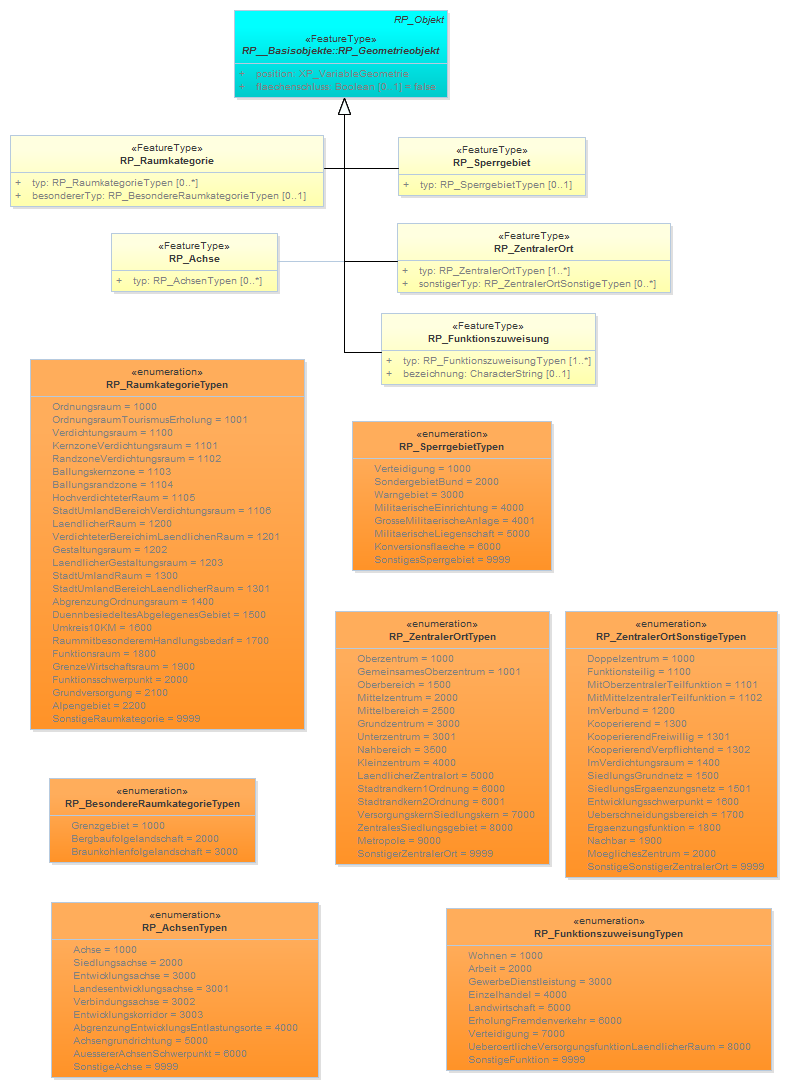 RP_Objekt
«FeatureType»
RP__Basisobjekte::RP_Geometrieobjekt
+ position: XP_VariableGeometrie
+ flaechenschluss: Boolean [0..1] = false
«FeatureType»
RP_Raumkategorie
+ typ: RP_RaumkategorieTypen [0..*]
+ besondererTyp: RP_BesondereRaumkategorieTypen [0..1]
«FeatureType»
RP_Sperrgebiet
+ typ: RP_SperrgebietTypen [0..1]
«FeatureType»
RP_Achse
+ typ: RP_AchsenTypen [0..*]
«FeatureType»
RP_ZentralerOrt
+ typ: RP_ZentralerOrtTypen [1..*]
+ sonstigerTyp: RP_ZentralerOrtSonstigeTypen [0..*]
«FeatureType»
RP_Funktionszuweisung
+ typ: RP_FunktionszuweisungTypen [1..*]
+ bezeichnung: CharacterString [0..1]
«enumeration»
RP_RaumkategorieTypen
Ordnungsraum = 1000
OrdnungsraumTourismusErholung = 1001
Verdichtungsraum = 1100
KernzoneVerdichtungsraum = 1101
RandzoneVerdichtungsraum = 1102
Ballungskernzone = 1103
Ballungsrandzone = 1104
HochverdichteterRaum = 1105
StadtUmlandBereichVerdichtungsraum = 1106
LaendlicherRaum = 1200
VerdichteterBereichimLaendlichenRaum = 1201
Gestaltungsraum = 1202
LaendlicherGestaltungsraum = 1203
StadtUmlandRaum = 1300
StadtUmlandBereichLaendlicherRaum = 1301
AbgrenzungOrdnungsraum = 1400
DuennbesiedeltesAbgelegenesGebiet = 1500
Umkreis10KM = 1600
RaummitbesonderemHandlungsbedarf = 1700
Funktionsraum = 1800
GrenzeWirtschaftsraum = 1900
Funktionsschwerpunkt = 2000
Grundversorgung = 2100
Alpengebiet = 2200
SonstigeRaumkategorie = 9999
«enumeration»
RP_SperrgebietTypen
Verteidigung = 1000
SondergebietBund = 2000
Warngebiet = 3000
MilitaerischeEinrichtung = 4000
GrosseMilitaerischeAnlage = 4001
MilitaerischeLiegenschaft = 5000
Konversionsflaeche = 6000
SonstigesSperrgebiet = 9999
«enumeration»
RP_ZentralerOrtTypen
Oberzentrum = 1000
GemeinsamesOberzentrum = 1001
Oberbereich = 1500
Mittelzentrum = 2000
Mittelbereich = 2500
Grundzentrum = 3000
Unterzentrum = 3001
Nahbereich = 3500
Kleinzentrum = 4000
LaendlicherZentralort = 5000
Stadtrandkern1Ordnung = 6000
Stadtrandkern2Ordnung = 6001
VersorgungskernSiedlungskern = 7000
ZentralesSiedlungsgebiet = 8000
Metropole = 9000
SonstigerZentralerOrt = 9999
«enumeration»
RP_ZentralerOrtSonstigeTypen
Doppelzentrum = 1000
Funktionsteilig = 1100
MitOberzentralerTeilfunktion = 1101
MitMittelzentralerTeilfunktion = 1102
ImVerbund = 1200
Kooperierend = 1300
KooperierendFreiwillig = 1301
KooperierendVerpflichtend = 1302
ImVerdichtungsraum = 1400
SiedlungsGrundnetz = 1500
SiedlungsErgaenzungsnetz = 1501
Entwicklungsschwerpunkt = 1600
Ueberschneidungsbereich = 1700
Ergaenzungsfunktion = 1800
Nachbar = 1900
MoeglichesZentrum = 2000
SonstigeSonstigerZentralerOrt = 9999
«enumeration»
RP_BesondereRaumkategorieTypen
Grenzgebiet = 1000
Bergbaufolgelandschaft = 2000
Braunkohlenfolgelandschaft = 3000
«enumeration»
RP_AchsenTypen
Achse = 1000
Siedlungsachse = 2000
Entwicklungsachse = 3000
Landesentwicklungsachse = 3001
Verbindungsachse = 3002
Entwicklungskorridor = 3003
AbgrenzungEntwicklungsEntlastungsorte = 4000
Achsengrundrichtung = 5000
AuessererAchsenSchwerpunkt = 6000
SonstigeAchse = 9999
«enumeration»
RP_FunktionszuweisungTypen
Wohnen = 1000
Arbeit = 2000
GewerbeDienstleistung = 3000
Einzelhandel = 4000
Landwirtschaft = 5000
ErholungFremdenverkehr = 6000
Verteidigung = 7000
UeberoertlicheVersorgungsfunktionLaendlicherRaum = 8000
SonstigeFunktion = 9999